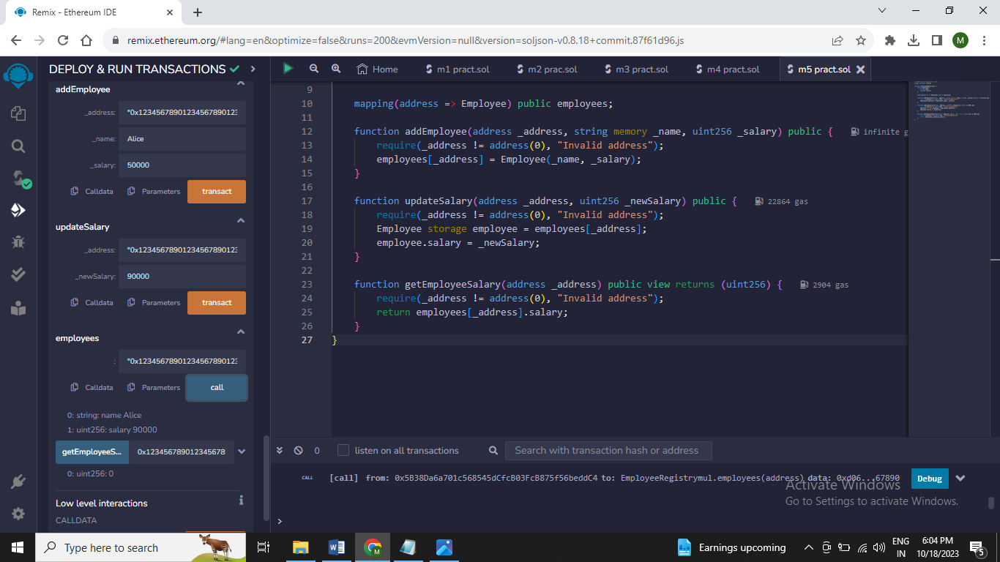 Remix - Ethereum IDE
remix.ethereum.org/#lang=en&optimize=false&runs=200&evmVersion=null&version=soljson-v0.8.18+commit.87f61d96.js
M
DEPLOY & RUN TRANSACTIONS
Home
m1 pract.sol
m2 prac.sol
m3 pract.sol
m4 pract.sol
m5 pract.sol
addEmployee
_address: "0x12345678901234567890123
_name: Alice
_salary: 50000
Calldata Parameters transact
updateSalary
_address: "0x12345678901234567890123
_newSalary: 90000
Calldata Parameters transact
employees
: "0x12345678901234567890123
Calldata Parameters call
0: string: name Alice
1: uint256: salary 90000
getEmployeeS... 0x123456789012345678
0: uint256: 0
Low level interactions
i
CALLDATA
9
10 mapping(address => Employee) public employees;
11
12 function addEmployee(address _address, string memory _name, uint256 _salary) public { infinite g
13 require(_address != address(0), "Invalid address");
14 employees[_address] = Employee(_name, _salary);
15 }
16
17 function updateSalary(address _address, uint256 _newSalary) public { 22864 gas
18 require(_address != address(0), "Invalid address");
19 Employee storage employee = employees[_address];
20 employee.salary = _newSalary;
21 }
22
23 function getEmployeeSalary(address _address) public view returns (uint256) { 2904 gas
24 require(_address != address(0), "Invalid address");
25 return employees[_address].salary;
26 }
27 }
0 listen on all transactions Search with transaction hash or address
CALL [call] from: 0x5B38Da6a701c568545dCfcB03FcB875f56beddC4 to: EmployeeRegistrymul.employees(address) data: 0xd06...67890 Debug
>
Activate Windows
Go to Settings to activate Windows.
Type here to search
Earnings upcoming
ENG
IN
6:04 PM
10/18/2023
5